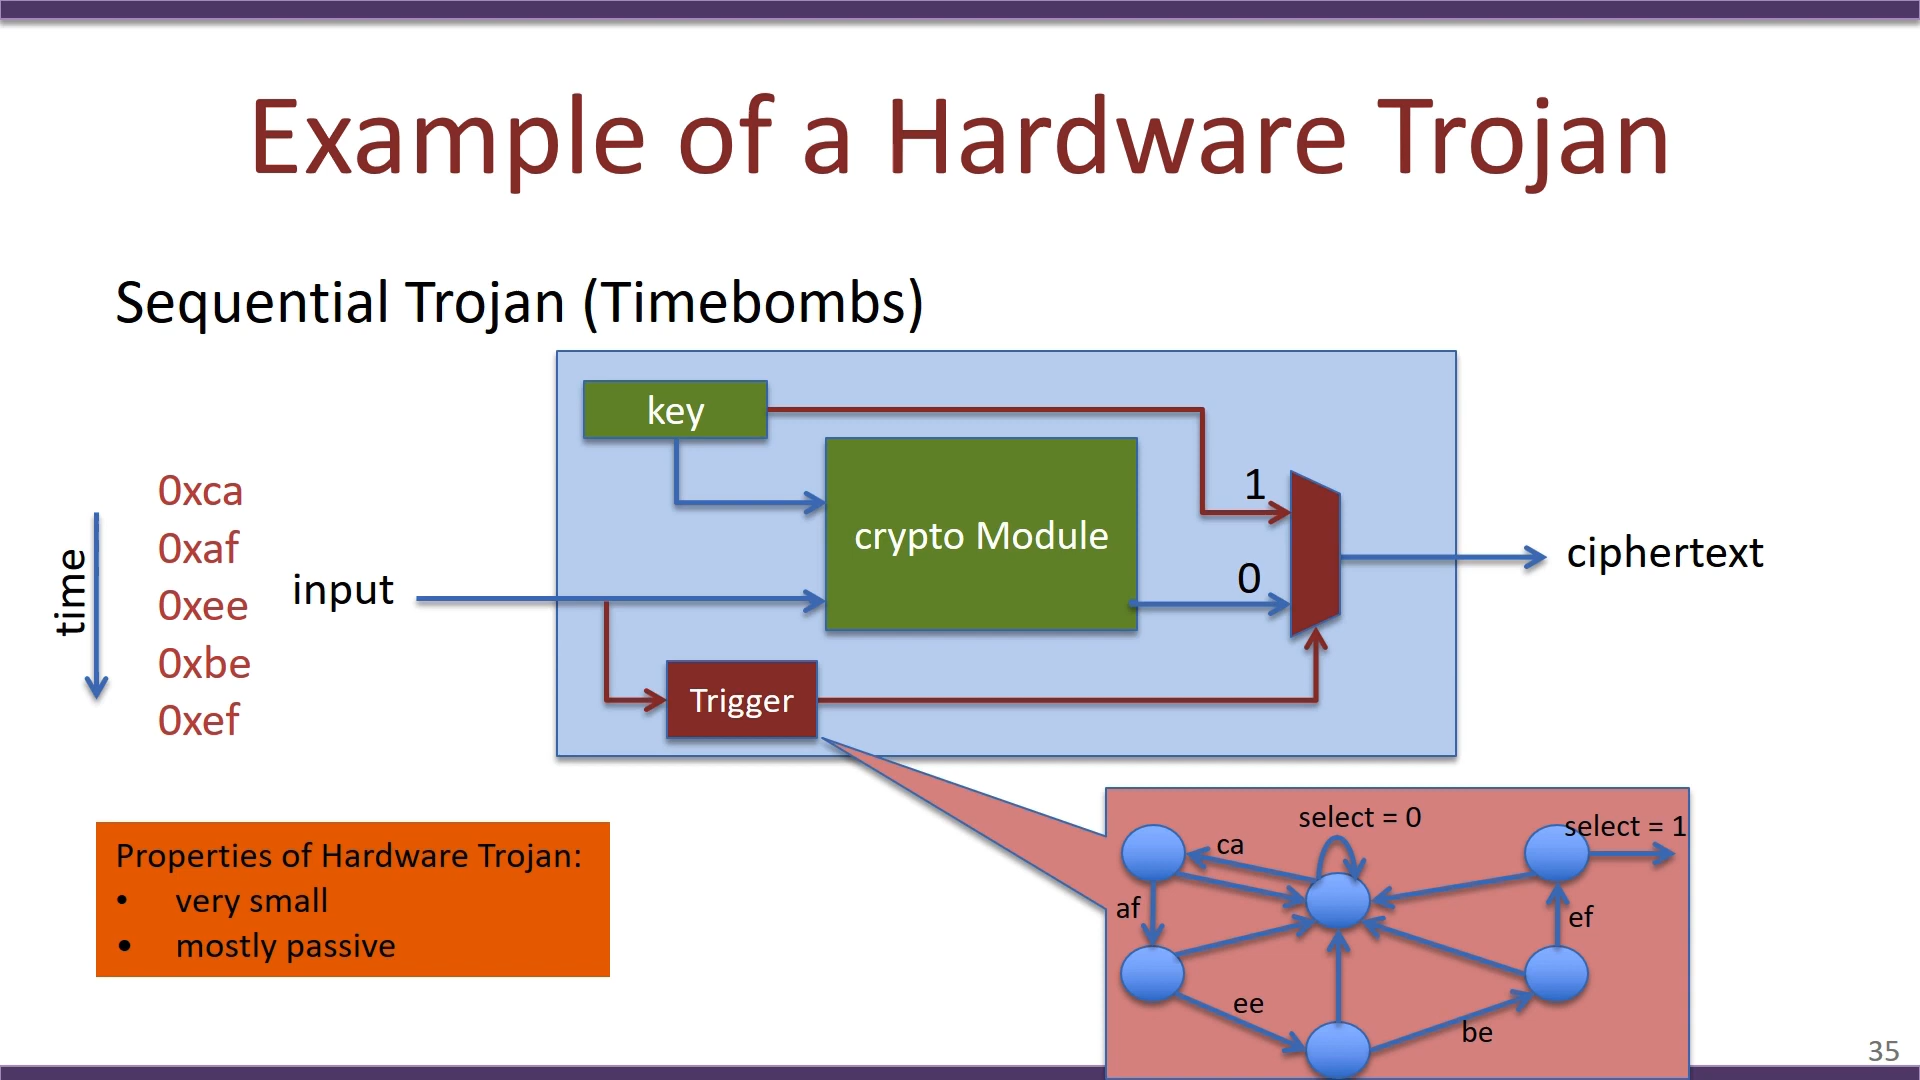 Example of a Hardware Trojan
Sequential Trojan (Timebombs)
time
0xca
0xaf
0xee
0xbe
0xef
input
key
crypto Module
Trigger
1
0
ciphertext
Properties of Hardware Trojan:
• very small
• mostly passive
select = 0
select = 1
ca
af
ef
ee
be
35